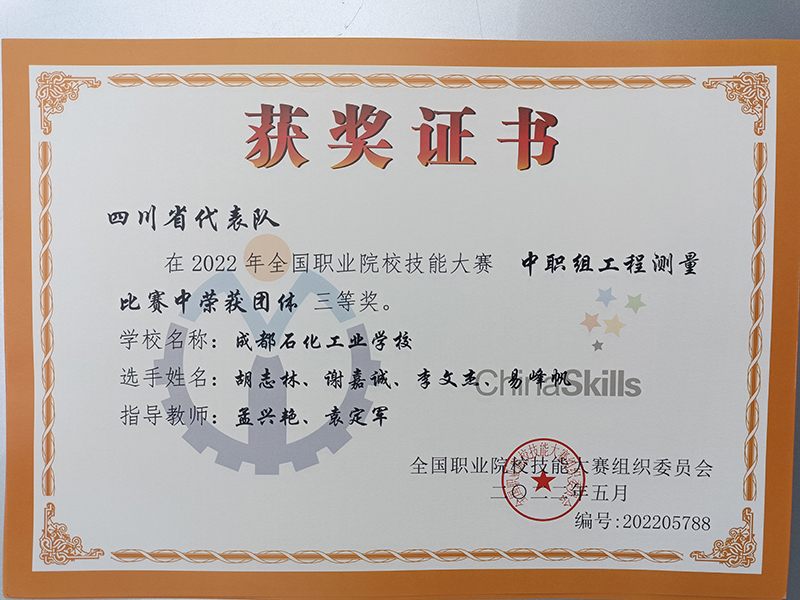 获奖证书
四川省代表队
在2022年全国职业院校技能大赛 中职组工程测量
比赛中荣获团体 三等奖。
学校名称：成都石化工业学校
选手姓名：胡志林、谢嘉诚、李文杰、易峰帆
ChinaSkills
指导教师：孟兴艳、袁定军
全国职业院校技能大赛组织委员会
二〇二二年五月
编号:202205788